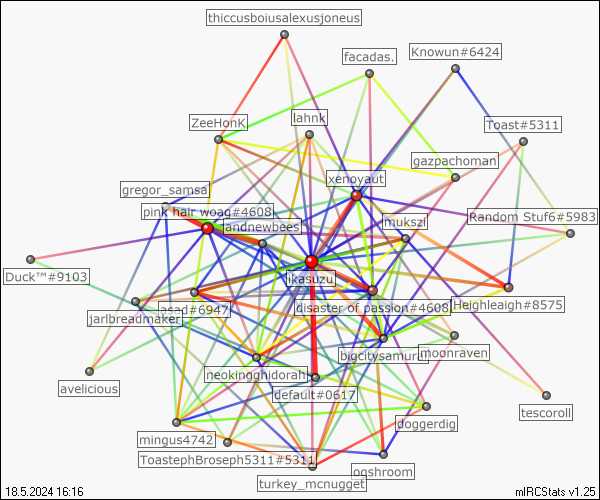 thiccusboiusalexusjoneus
facadas.
Knowun#6424
ZeeHonK
lahnk
Toast#5311
gazpachoman
xenoyaut
gregor_samsa
pink hair woag#4608
Random Stuf6#5983
andnewbees
mukszi
Duck™#9103
ikasuzu
asad#6947
disaster of passion#4608
Heighleaigh#8575
jarlbreadmaker
bigcitysamurai
moonraven
neokingghidorah
avelicious
default#0617
tescoroll
doggerdig
mingus4742
ToastephBroseph5311#5311
ogshroom
turkey_mcnugget
18.5.2024 16:16
mIRCStats v1.25